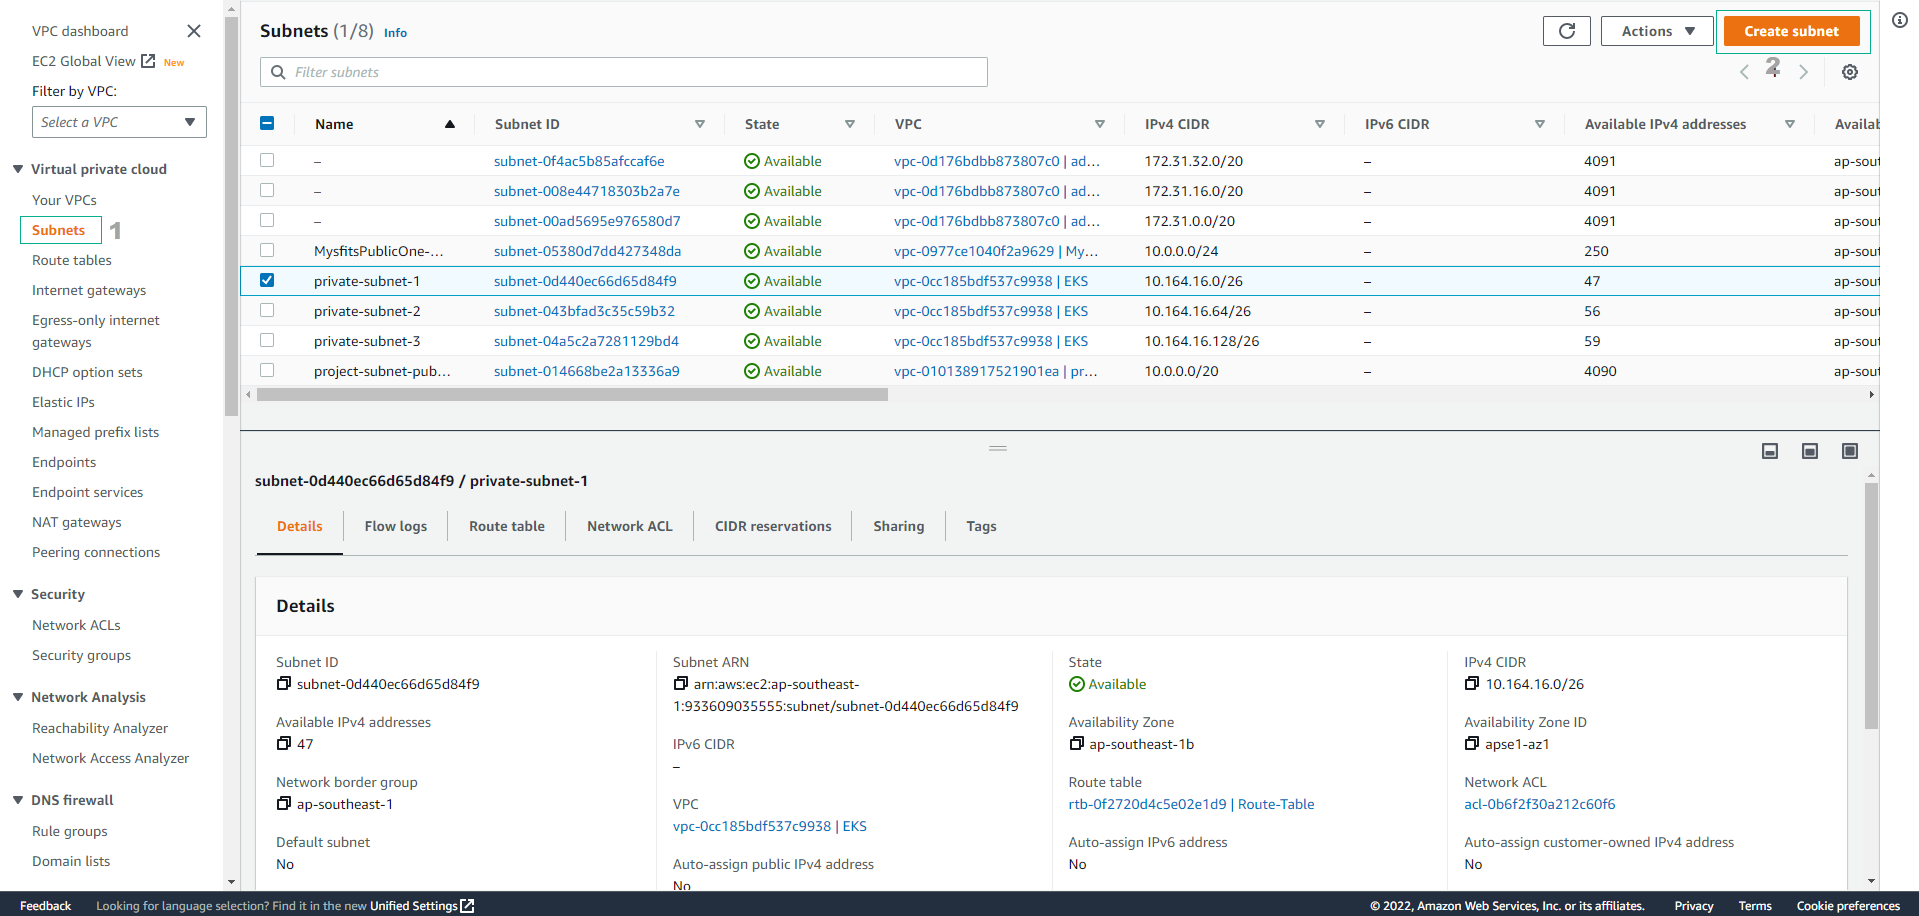 VPC dashboard
EC2 Global View New
Filter by VPC:
Select a VPC
Virtual private cloud
Your VPCs
Subnets 1
Route tables
Internet gateways
Egress-only internet
gateways
DHCP option sets
Elastic IPs
Managed prefix lists
Endpoints
Endpoint services
NAT gateways
Peering connections
Security
Network ACLs
Security groups
Network Analysis
Reachability Analyzer
Network Access Analyzer
DNS firewall
Rule groups
Domain lists
Subnets (1/8) Info
Actions
Create subnet
Filter subnets
2
Name Subnet ID State VPC IPv4 CIDR IPv6 CIDR Available IPv4 addresses Availab
– subnet-0f4ac5b85afccaf6e Available vpc-0d176bdbb873807c0 | ad... 172.31.32.0/20 – 4091 ap-sout
– subnet-008e44718303b2a7e Available vpc-0d176bdbb873807c0 | ad... 172.31.16.0/20 – 4091 ap-sout
– subnet-00ad5695e976580d7 Available vpc-0d176bdbb873807c0 | ad... 172.31.0.0/20 – 4091 ap-sout
MysfitsPublicOne-... subnet-05380d7dd427348da Available vpc-0977ce1040f2a9629 | My... 10.0.0.0/24 – 250 ap-sout
private-subnet-1 subnet-0d440ec66d65d84f9 Available vpc-0cc185bdf537c9938 | EKS 10.164.16.0/26 – 47 ap-sout
private-subnet-2 subnet-043bfad3c35c59b32 Available vpc-0cc185bdf537c9938 | EKS 10.164.16.64/26 – 56 ap-sout
private-subnet-3 subnet-04a5c2a7281129bd4 Available vpc-0cc185bdf537c9938 | EKS 10.164.16.128/26 – 59 ap-sout
project-subnet-pub... subnet-014668be2a13336a9 Available vpc-010138917521901ea | pr... 10.0.0.0/20 – 4090 ap-sout
subnet-0d440ec66d65d84f9 / private-subnet-1
Details Flow logs Route table Network ACL CIDR reservations Sharing Tags
Details
Subnet ID
subnet-0d440ec66d65d84f9
Available IPv4 addresses
47
Network border group
ap-southeast-1
Default subnet
No
Subnet ARN
arn:aws:ec2:ap-southeast-
1:933609035555:subnet/subnet-0d440ec66d65d84f9
IPv6 CIDR
–
VPC
vpc-0cc185bdf537c9938 | EKS
Auto-assign public IPv4 address
No
State
Available
Availability Zone
ap-southeast-1b
Route table
rtb-0f2720d4c5e02e1d9 | Route-Table
Auto-assign IPv6 address
No
IPv4 CIDR
10.164.16.0/26
Availability Zone ID
apse1-az1
Network ACL
acl-0b6f2f30a212c60f6
Auto-assign customer-owned IPv4 address
No
Feedback Looking for language selection? Find it in the new Unified Settings © 2022, Amazon Web Services, Inc. or its affiliates. Privacy Terms Cookie preferences